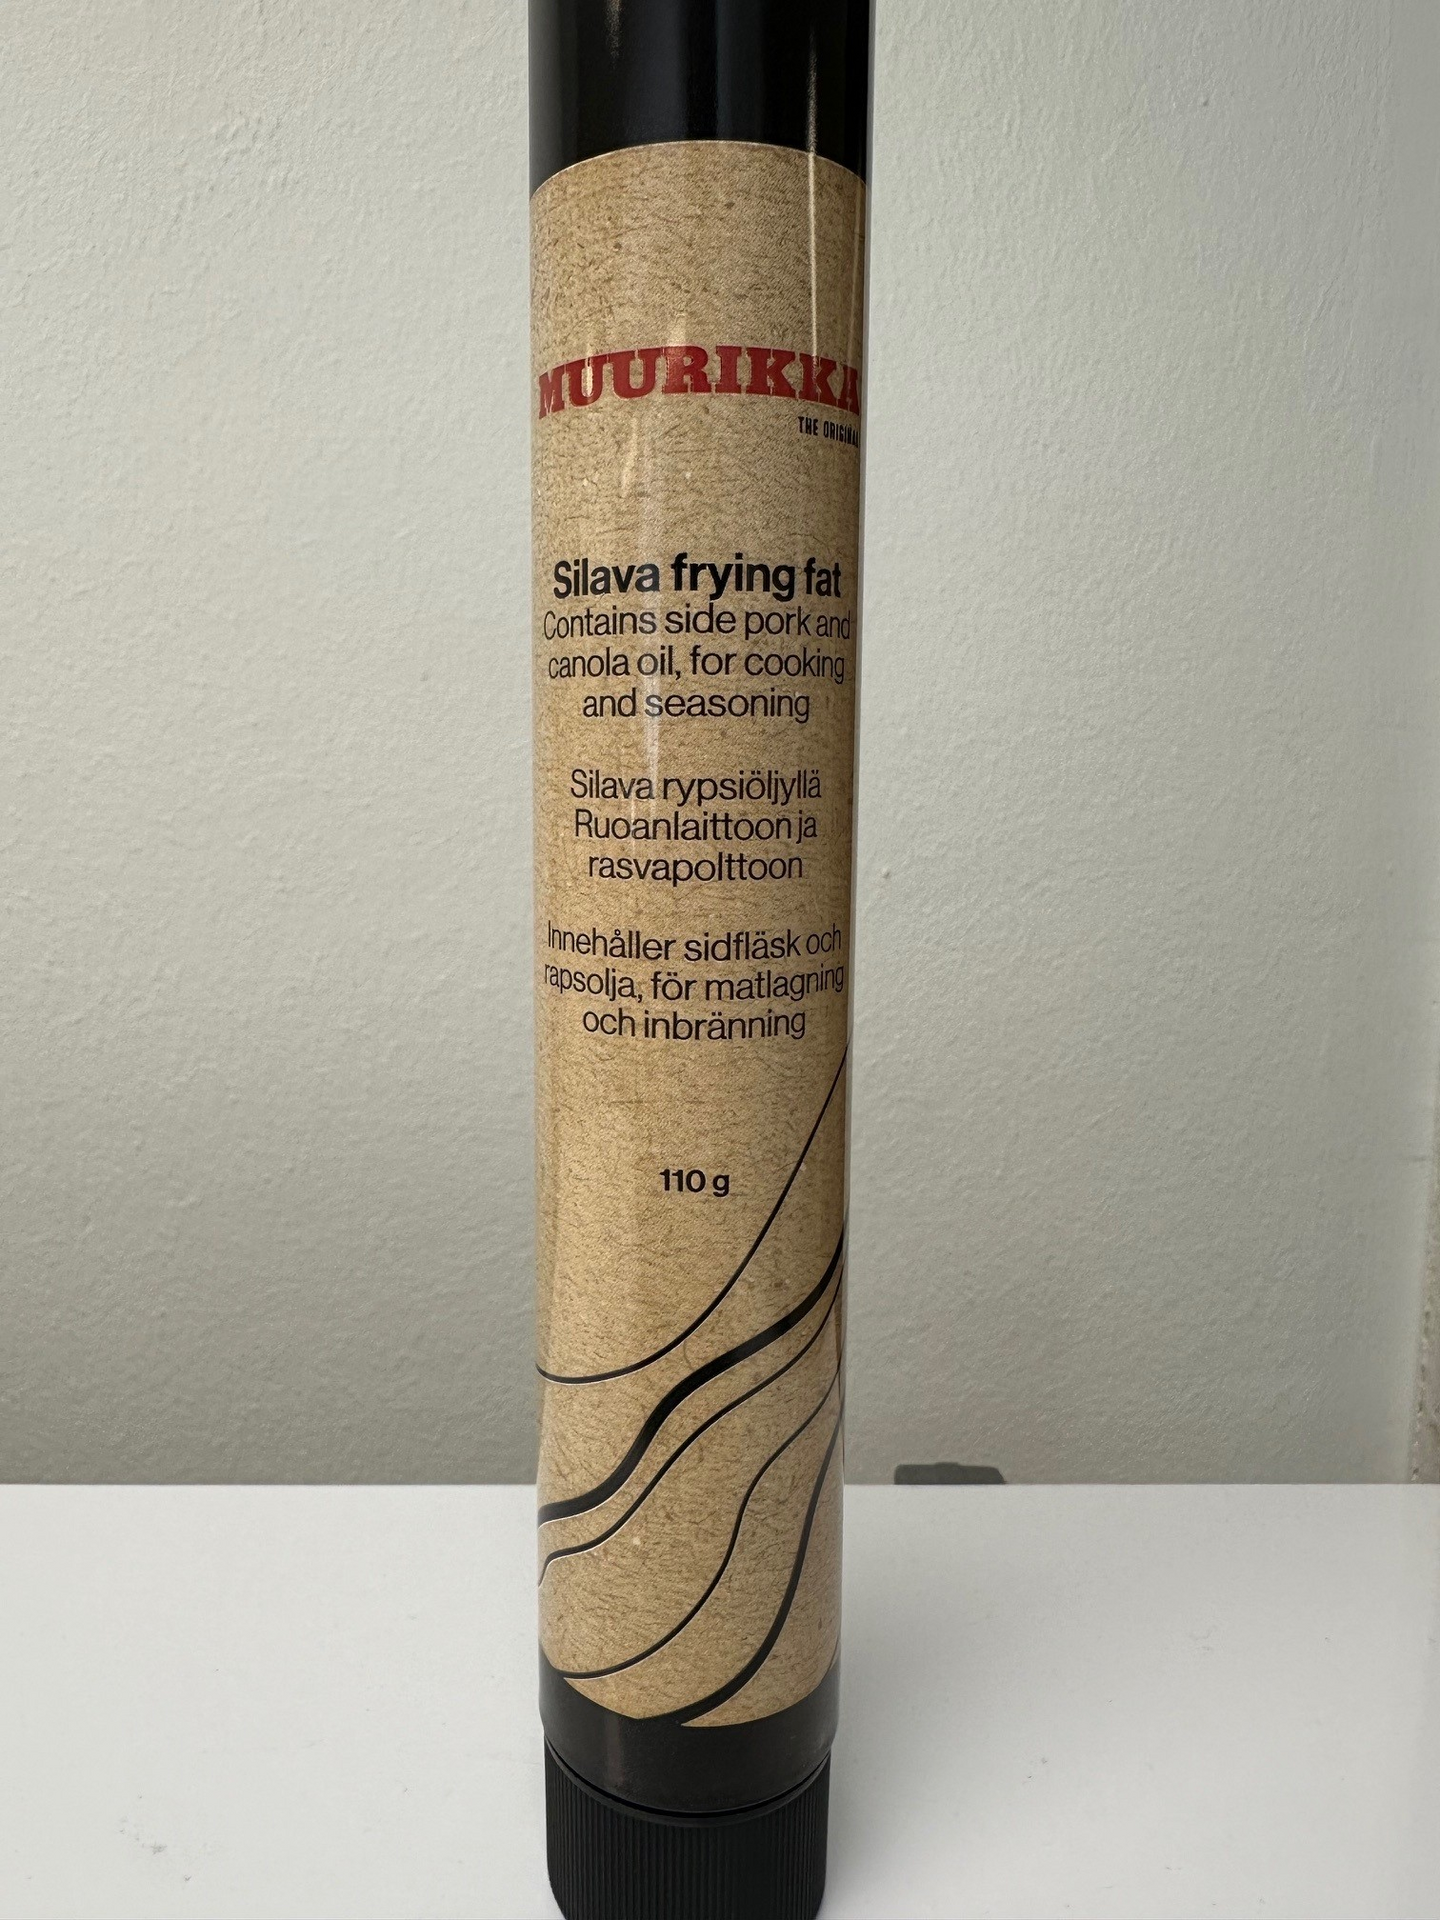 MUURIKKA
THE ORIGINAL
Silava frying fat
Contains side pork and
canola oil, for cooking
and seasoning
Silava rypsiöljyllä
Ruoanlaittoon ja
rasvapolttoon
Innehåller sidfläsk och
rapsolja, för matlagning
och inbränning
110 g